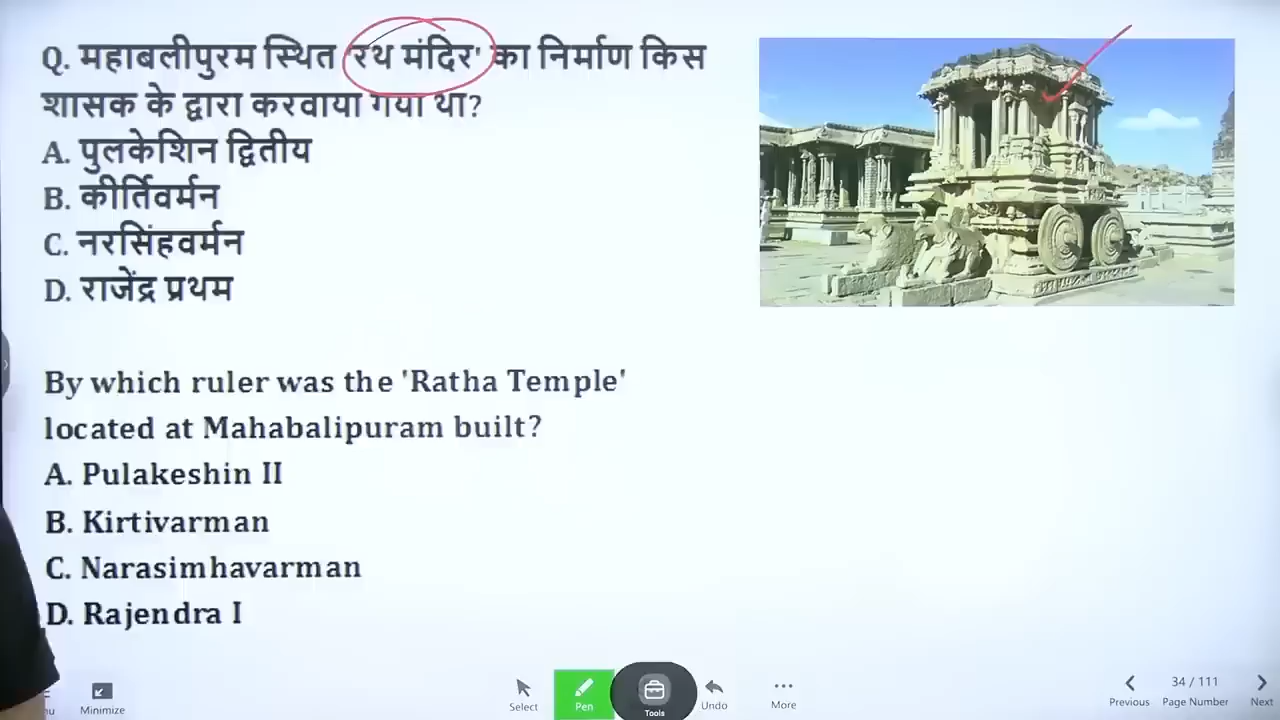 Q. महाबलीपुरम स्थित 'रथ मंदिर' का निर्माण किस
शासक के द्वारा करवाया गया था?
A. पुलकेशिन द्वितीय
B. कीर्तिवर्मन
C. नरसिंहवर्मन
D. राजेंद्र प्रथम
By which ruler was the 'Ratha Temple'
located at Mahabalipuram built?
A. Pulakeshin II
B. Kirtivarman
C. Narasimhavarman
D. Rajendra I
Minimize
Select
Pen
Tools
Undo
More
Previous
34 / 111
Page Number
Next